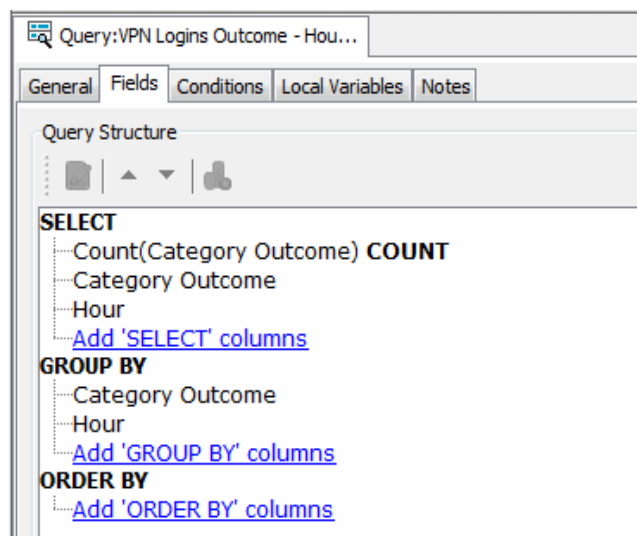 Query:VPN Logins Outcome - Hou...
General Fields Conditions Local Variables Notes
Query Structure
SELECT
Count(Category Outcome) COUNT
Category Outcome
Hour
Add 'SELECT' columns
GROUP BY
Category Outcome
Hour
Add 'GROUP BY' columns
ORDER BY
Add 'ORDER BY' columns